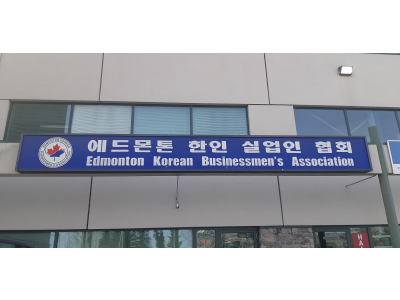 에드몬톤 한인 실업인 협회
Edmonton Korean Businessmen's Association